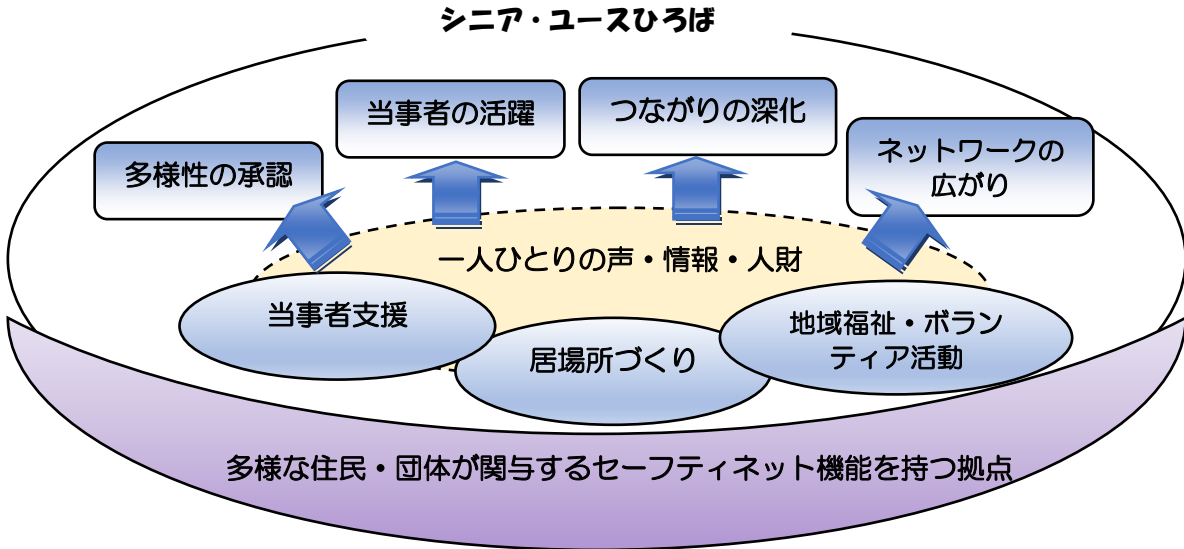 シニア・ユースひろば
当事者の活躍
つながりの深化
多様性の承認
ネットワークの
広がり
一人ひとりの声・情報・人財
当事者支援
居場所づくり
地域福祉・ボラン
ティア活動
多様な住民・団体が関与するセーフティネット機能を持つ拠点